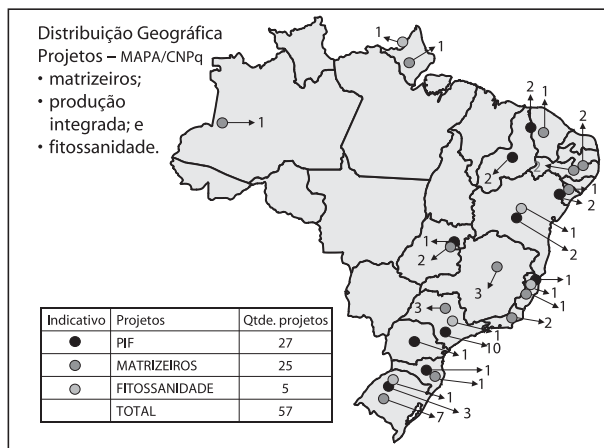 Distribuição Geográfica
Projetos – MAPA/CNPq
• matrizeiros;
• produção
integrada; e
• fitossanidade.
1
1
1
2
1
2
2
2
1
2
1
2
1
2
3
1
1
1
2
3
1
10
1
1
1
1
3
7
Indicativo Projetos Qtde. projetos
PIF 27
MATRIZEIROS 25
FITOSSANIDADE 5
TOTAL 57